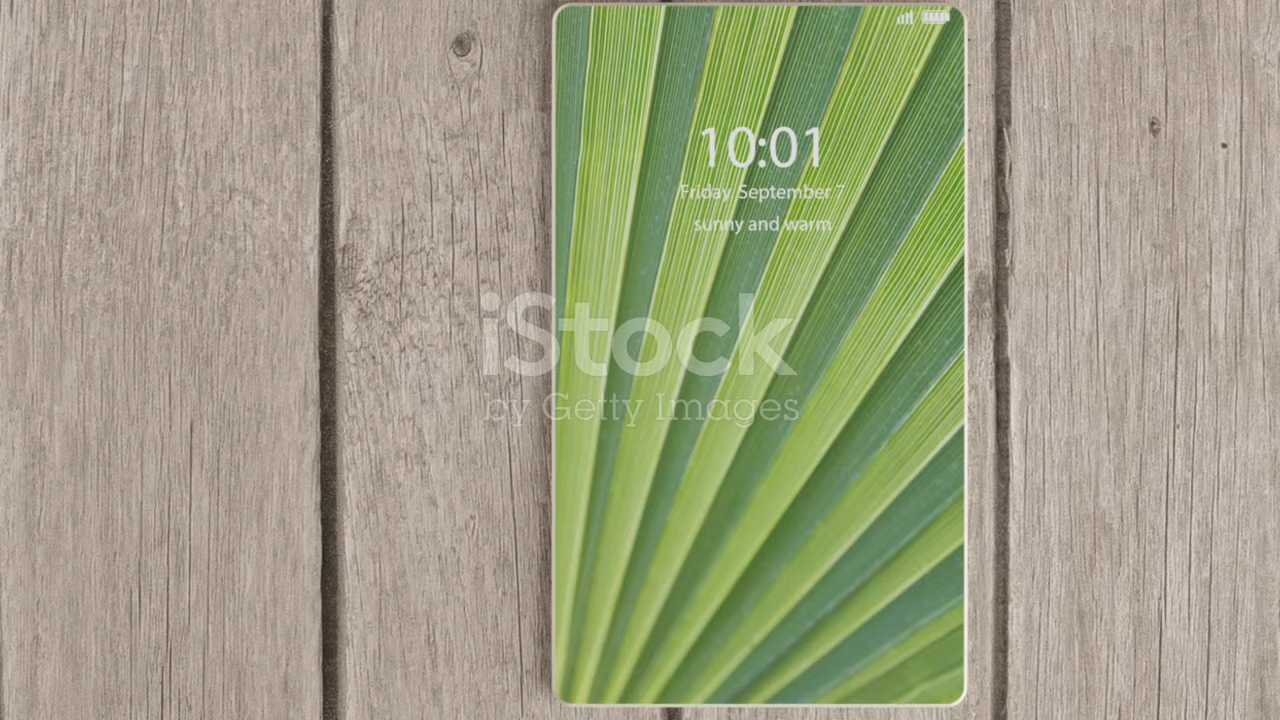 10:01
Friday September 7
sunny and warm
iStock
by Getty Images